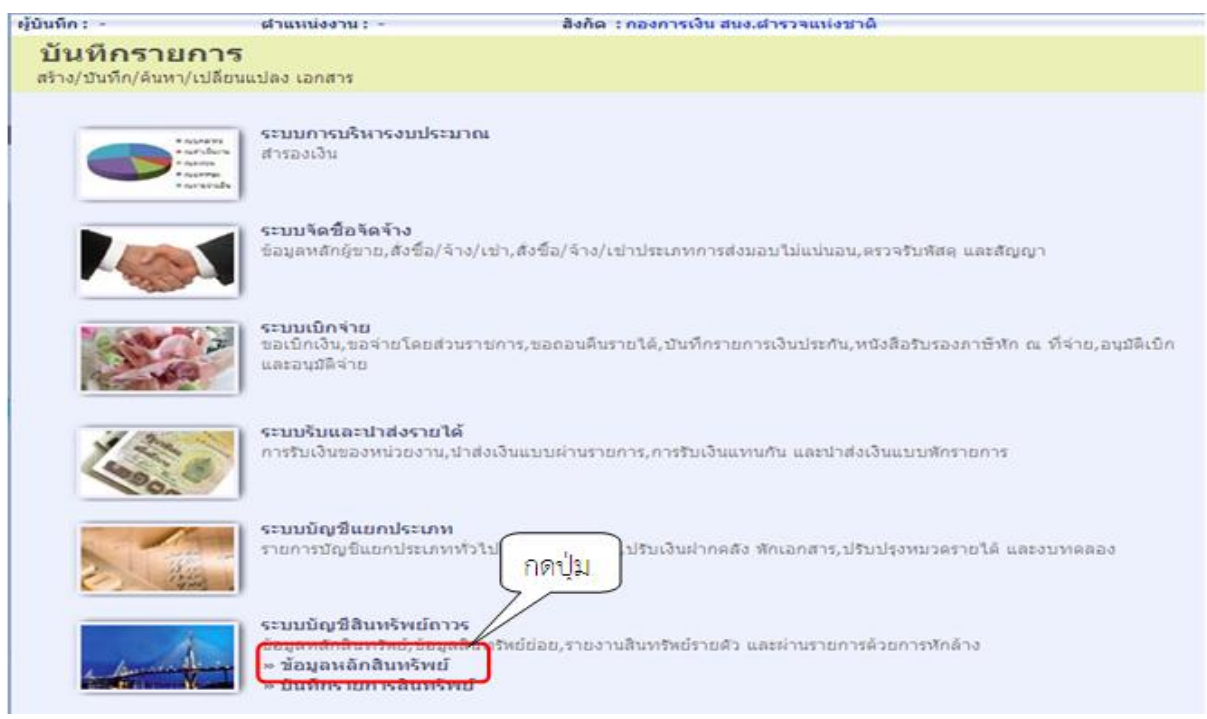 ผู้บันทึก : - ตำแหน่งงาน : - สังกัด : กองการเงิน สนง.ตำรวจแห่งชาติ
บันทึกรายการ
สร้าง/บันทึก/ค้นหา/เปลี่ยนแปลง เอกสาร
ระบบการบริหารงบประมาณ
สำรองเงิน
ระบบจัดซื้อจัดจ้าง
ข้อมูลหลักผู้ขาย,สั่งซื้อ/จ้าง/เช่า,สั่งซื้อ/จ้าง/เช่าประเภทการส่งมอบไม่แน่นอน,ตรวจรับพัสดุ และสัญญา
ระบบเบิกจ่าย
ขอเบิกเงิน,ขอจ่ายโดยส่วนราชการ,ขอถอนคืนรายได้,บันทึกรายการเงินประกัน,หนังสือรับรองภาษีหัก ณ ที่จ่าย,อนุมัติเบิก
และอนุมัติจ่าย
ระบบรับและนำส่งรายได้
การรับเงินของหน่วยงาน,นำส่งเงินแบบผ่านรายการ,การรับเงินแทนกัน และนำส่งเงินแบบพักรายการ
ระบบบัญชีแยกประเภท
รายการบัญชีแยกประเภททั่วไป ปรับเงินฝากคลัง พักเอกสาร,ปรับปรุงหมวดรายได้ และงบทดลอง
กดปุ่ม
ระบบบัญชีสินทรัพย์ถาวร
ข้อมูลหลักสินทรัพย์,ข้อมูลสินทรัพย์ย่อย,รายงานสินทรัพย์รายตัว และผ่านรายการด้วยการหักล้าง
» ข้อมูลหลักสินทรัพย์
» บันทึกรายการสินทรัพย์